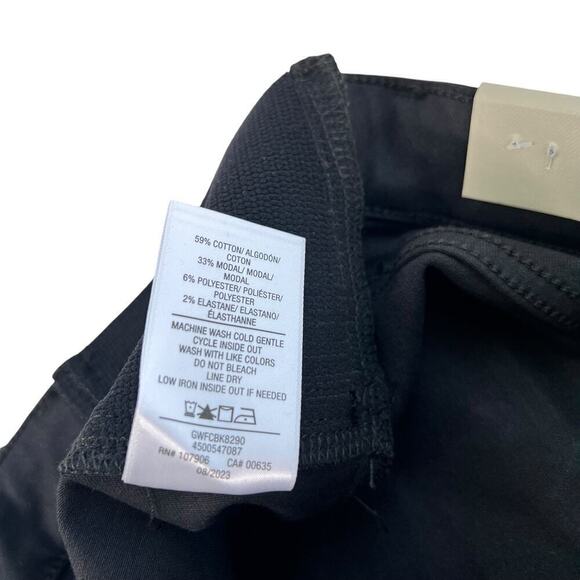 59% COTTON/ ALGODÓN/
COTON
33% MODAL/ MODAL/
MODAL
6% POLYESTER/ POLIÉSTER/
POLYESTER
2% ELASTANE/ ELASTANO/
ÉLASTHANNE
MACHINE WASH COLD GENTLE
CYCLE INSIDE OUT
WASH WITH LIKE COLORS
DO NOT BLEACH
LINE DRY
LOW IRON INSIDE OUT IF NEEDED
GWFCBK8290
4500547087
RN# 107906 CA# 00635
08/2023